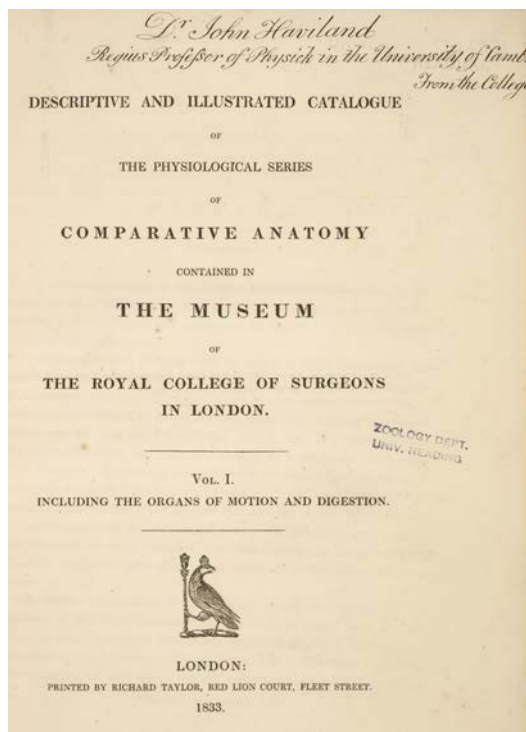 Dr. John Haviland
Regius Professor of Physick in the University of Camb
From the College
DESCRIPTIVE AND ILLUSTRATED CATALOGUE
OF
THE PHYSIOLOGICAL SERIES
OF
COMPARATIVE ANATOMY
CONTAINED IN
THE MUSEUM
OF
THE ROYAL COLLEGE OF SURGEONS
IN LONDON.
ZOOLOGY DEPT.
UNIV. READING
VOL. I.
INCLUDING THE ORGANS OF MOTION AND DIGESTION.
LONDON:
PRINTED BY RICHARD TAYLOR, RED LION COURT, FLEET STREET.
1833.